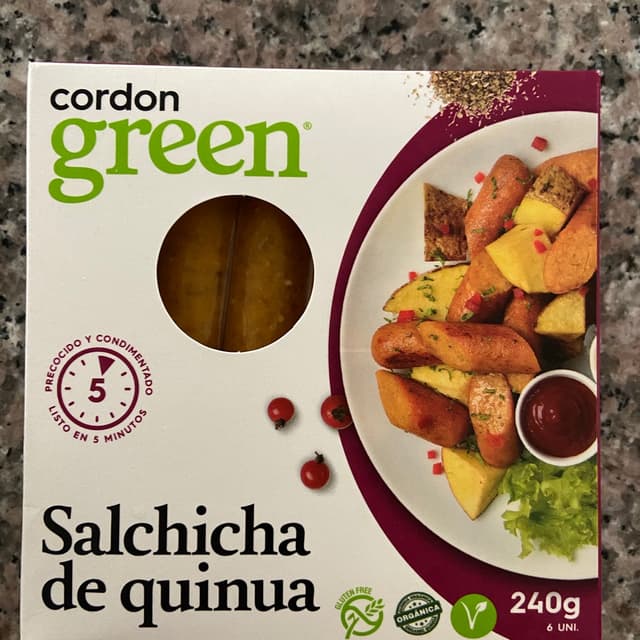 cordon
green®
PRECOCIDO Y CONDIMENTADO
5
LISTO EN 5 MINUTOS
Salchicha
de quinua
GLUTEN FREE
ORGÁNICA
V
240g
6 UNI.